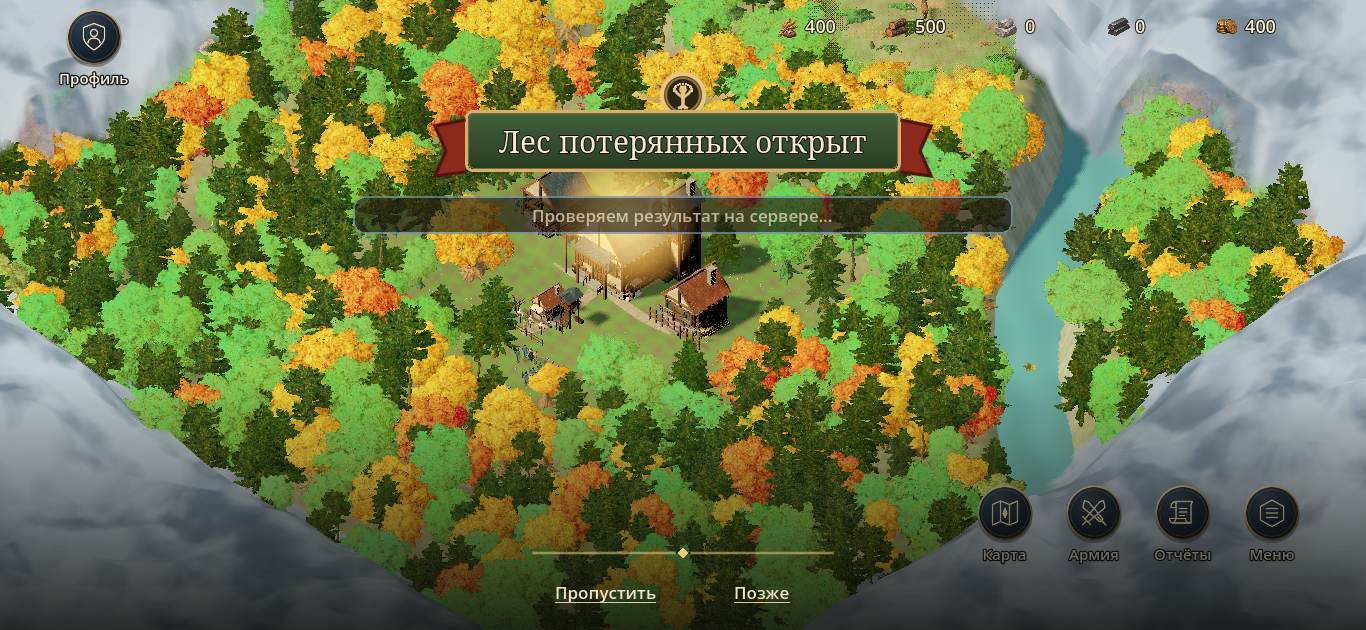 400
500
0
0
400
Профиль
Лес потерянных открыт
Проверяем результат на сервере...
Карта
Армия
Отчёты
Меню
Пропустить
Позже